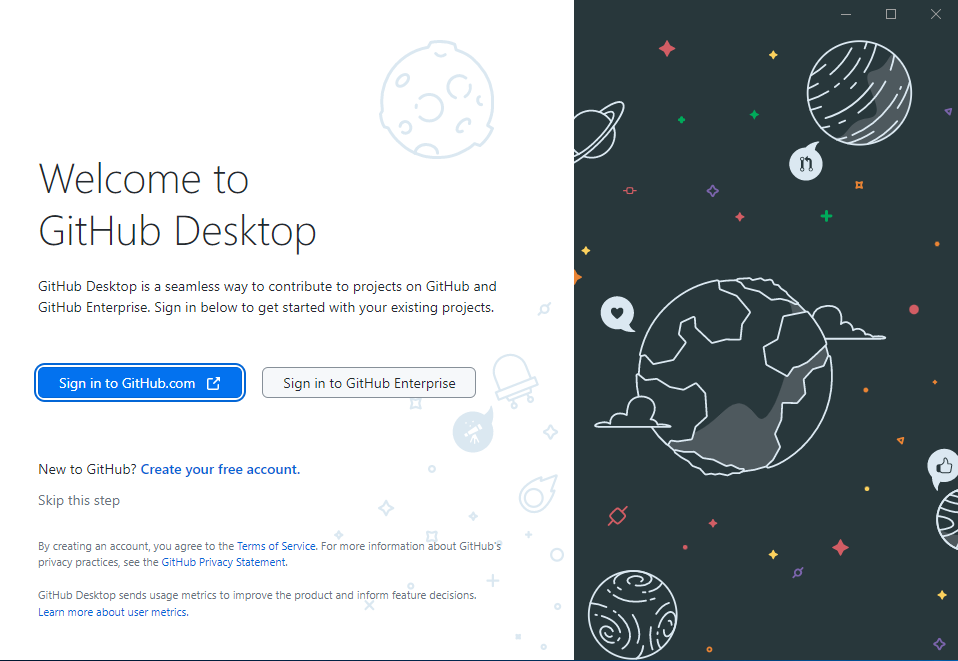 Welcome to
GitHub Desktop
GitHub Desktop is a seamless way to contribute to projects on GitHub and
GitHub Enterprise. Sign in below to get started with your existing projects.
Sign in to GitHub.com
Sign in to GitHub Enterprise
New to GitHub? Create your free account.
Skip this step
By creating an account, you agree to the Terms of Service. For more information about GitHub's
privacy practices, see the GitHub Privacy Statement.
GitHub Desktop sends usage metrics to improve the product and inform feature decisions.
Learn more about user metrics.